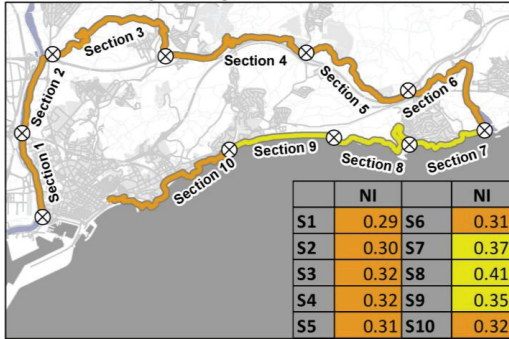 Section 3
Section 4
Section 2
Section 5
Section 6
Section 1
Section 10
Section 9
Section 8
Section 7
NI NI
S1 0.29 S6 0.31
S2 0.30 S7 0.37
S3 0.32 S8 0.41
S4 0.32 S9 0.35
S5 0.31 S10 0.32